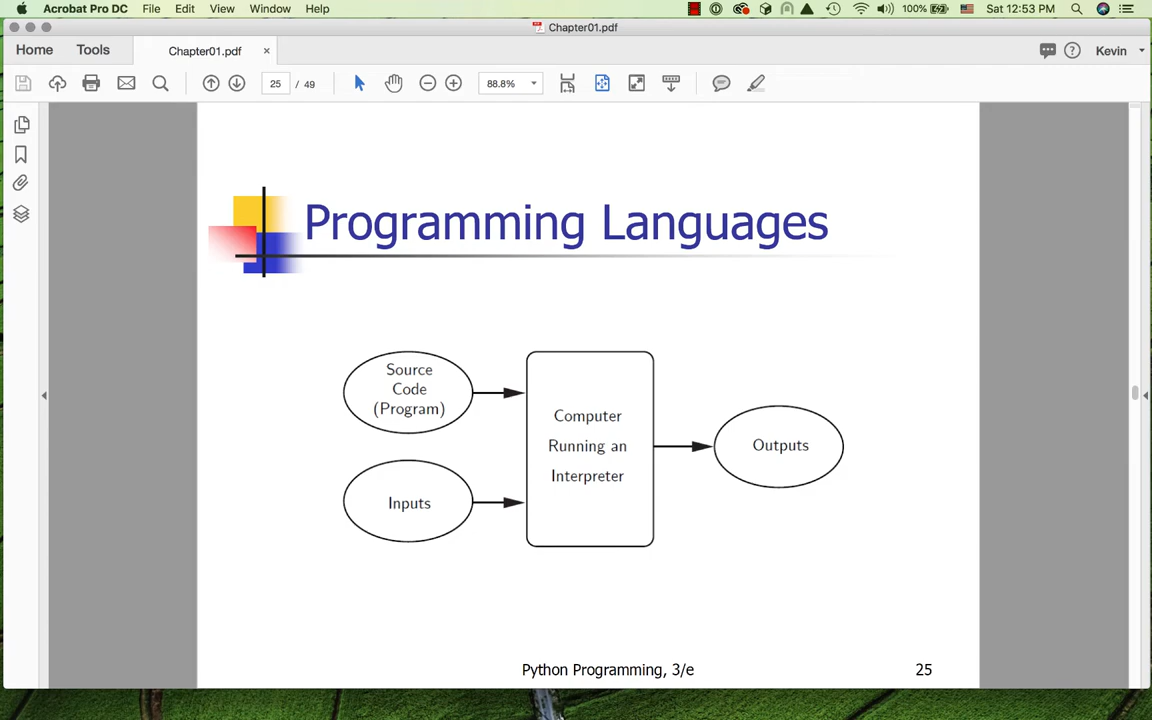 Acrobat Pro DC File Edit View Window Help 100% Sat 12:53 PM
Chapter01.pdf
Home Tools Chapter01.pdf × ? Kevin
25 / 49 88.8%
Programming Languages
Source
Code
(Program)
Computer
Running an
Interpreter
Outputs
Inputs
Python Programming, 3/e 25